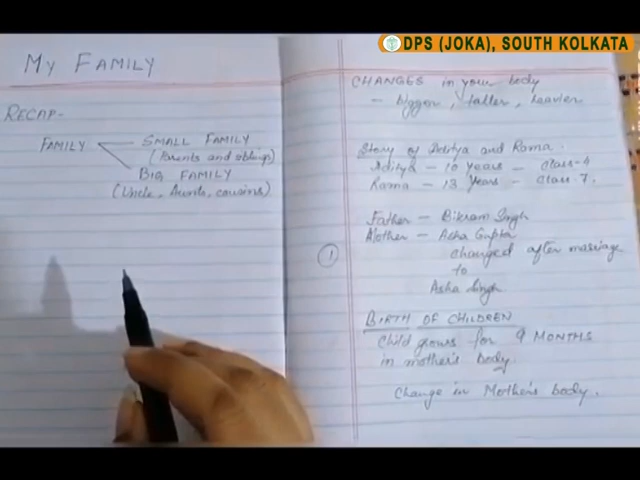 DPS (JOKA), SOUTH KOLKATA
MY FAMILY
RECAP-
FAMILY
SMALL FAMILY
(Parents and siblings)
BIG FAMILY
(Uncle, Aunts, cousins)
CHANGES in your body
- bigger, taller, heavier
Story of Aditya and Rama.
Aditya - 10 years - class-4
Rama - 13 years - class-7.
Father - Bikram Singh
Mother - Asha Gupta
1
changed after marriage
to
Asha Singh
BIRTH OF CHILDREN
Child grows for 9 MONTHS
in mother's body.
Change in Mother's body.